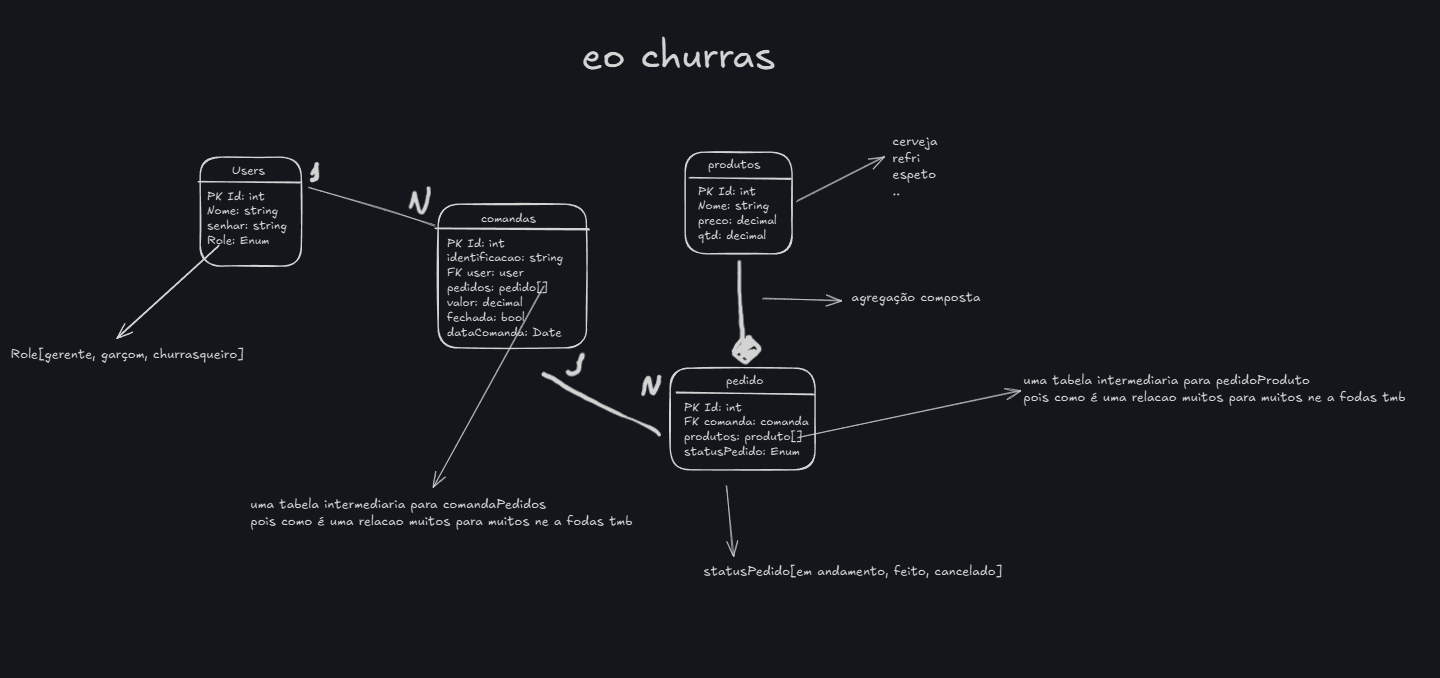 eo churras
Users
PK Id: int
Nome: string
senhar: string
Role: Enum
1
N
Role[gerente, garçom, churrasqueiro]
comandas
PK Id: int
identificacao: string
FK user: user
pedidos: pedido[]
valor: decimal
fechada: bool
dataComanda: Date
1
N
uma tabela intermediaria para comandaPedidos
pois como é uma relacao muitos para muitos ne a fodas tmb
produtos
PK Id: int
Nome: string
preco: decimal
qtd: decimal
cerveja
refri
espeto
..
agregação composta
pedido
PK Id: int
FK comanda: comanda
produtos: produto[]
statusPedido: Enum
uma tabela intermediaria para pedidoProduto
pois como é uma relacao muitos para muitos ne a fodas tmb
statusPedido[em andamento, feito, cancelado]